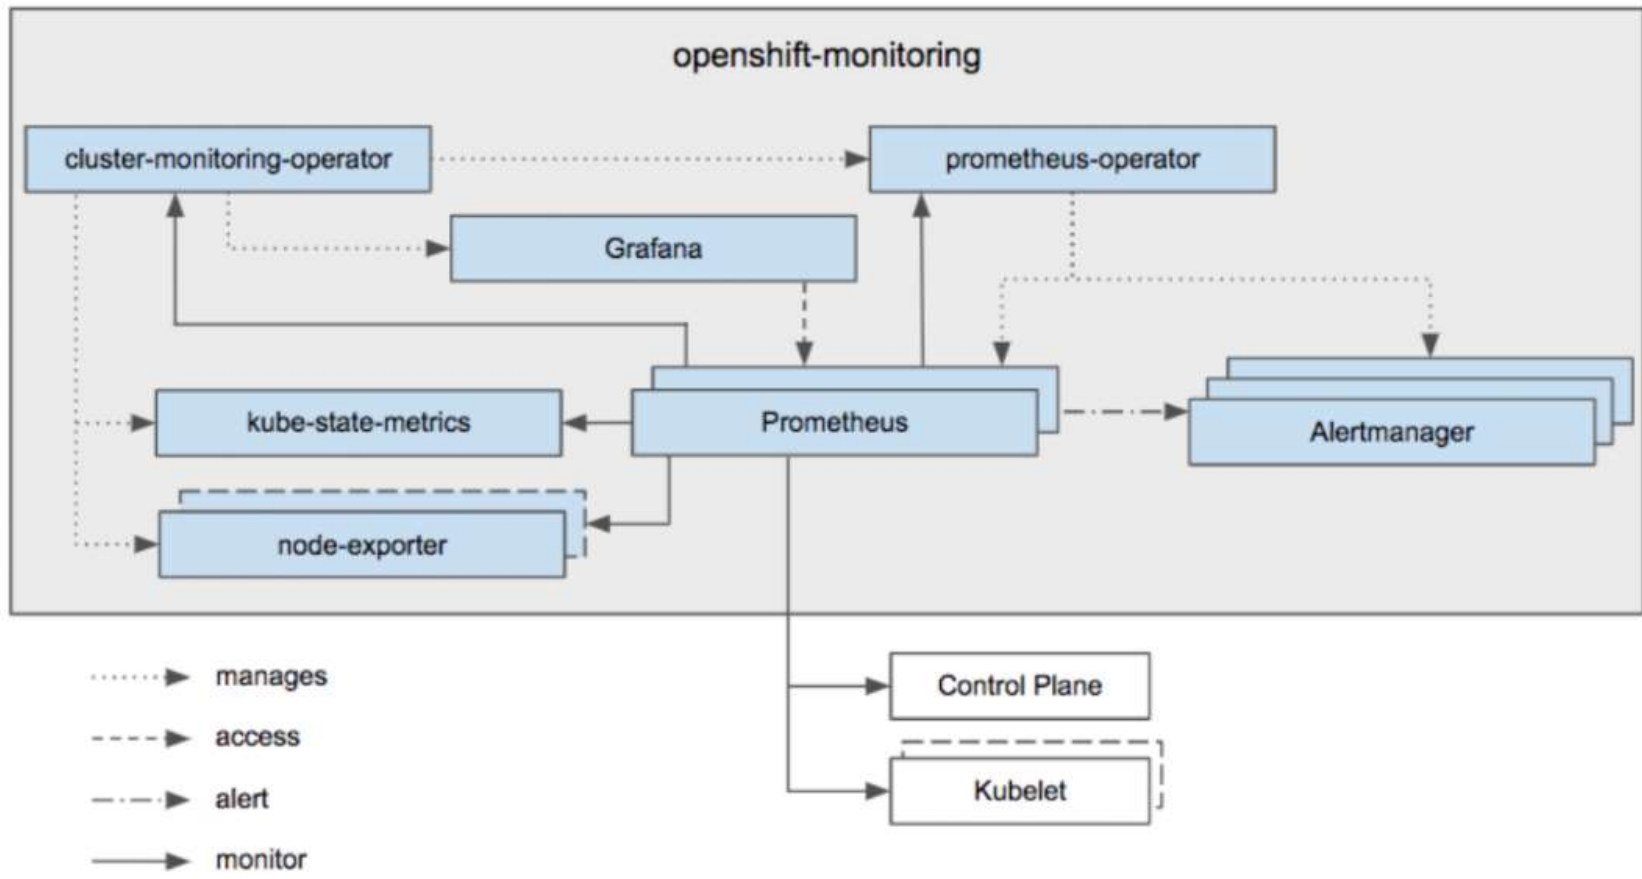 openshift-monitoring
cluster-monitoring-operator
prometheus-operator
Grafana
kube-state-metrics
Prometheus
Alertmanager
node-exporter
manages
access
alert
monitor
Control Plane
Kubelet